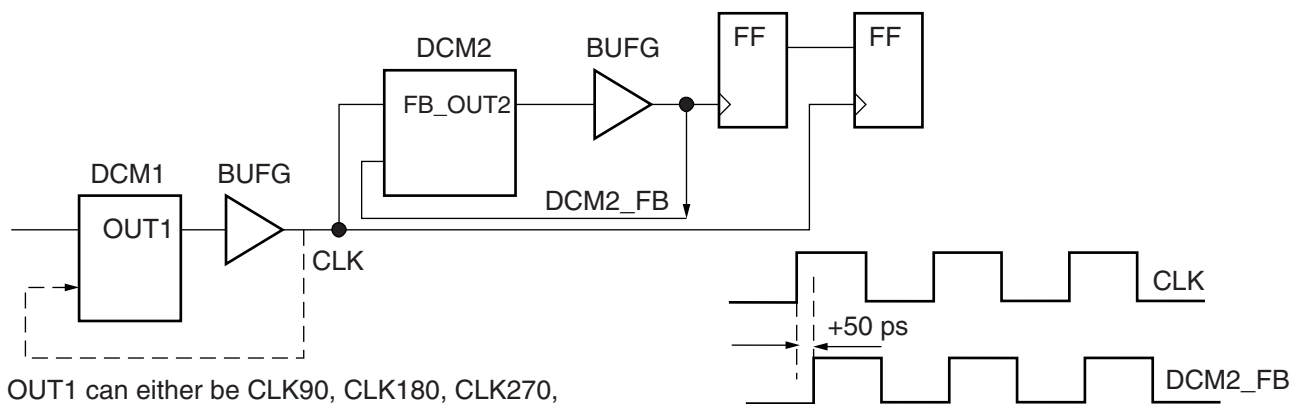 DCM2
BUFG
FF
FF
FB_OUT2
DCM1
BUFG
DCM2_FB
OUT1
CLK
CLK
+50 ps
OUT1 can either be CLK90, CLK180, CLK270,
DCM2_FB